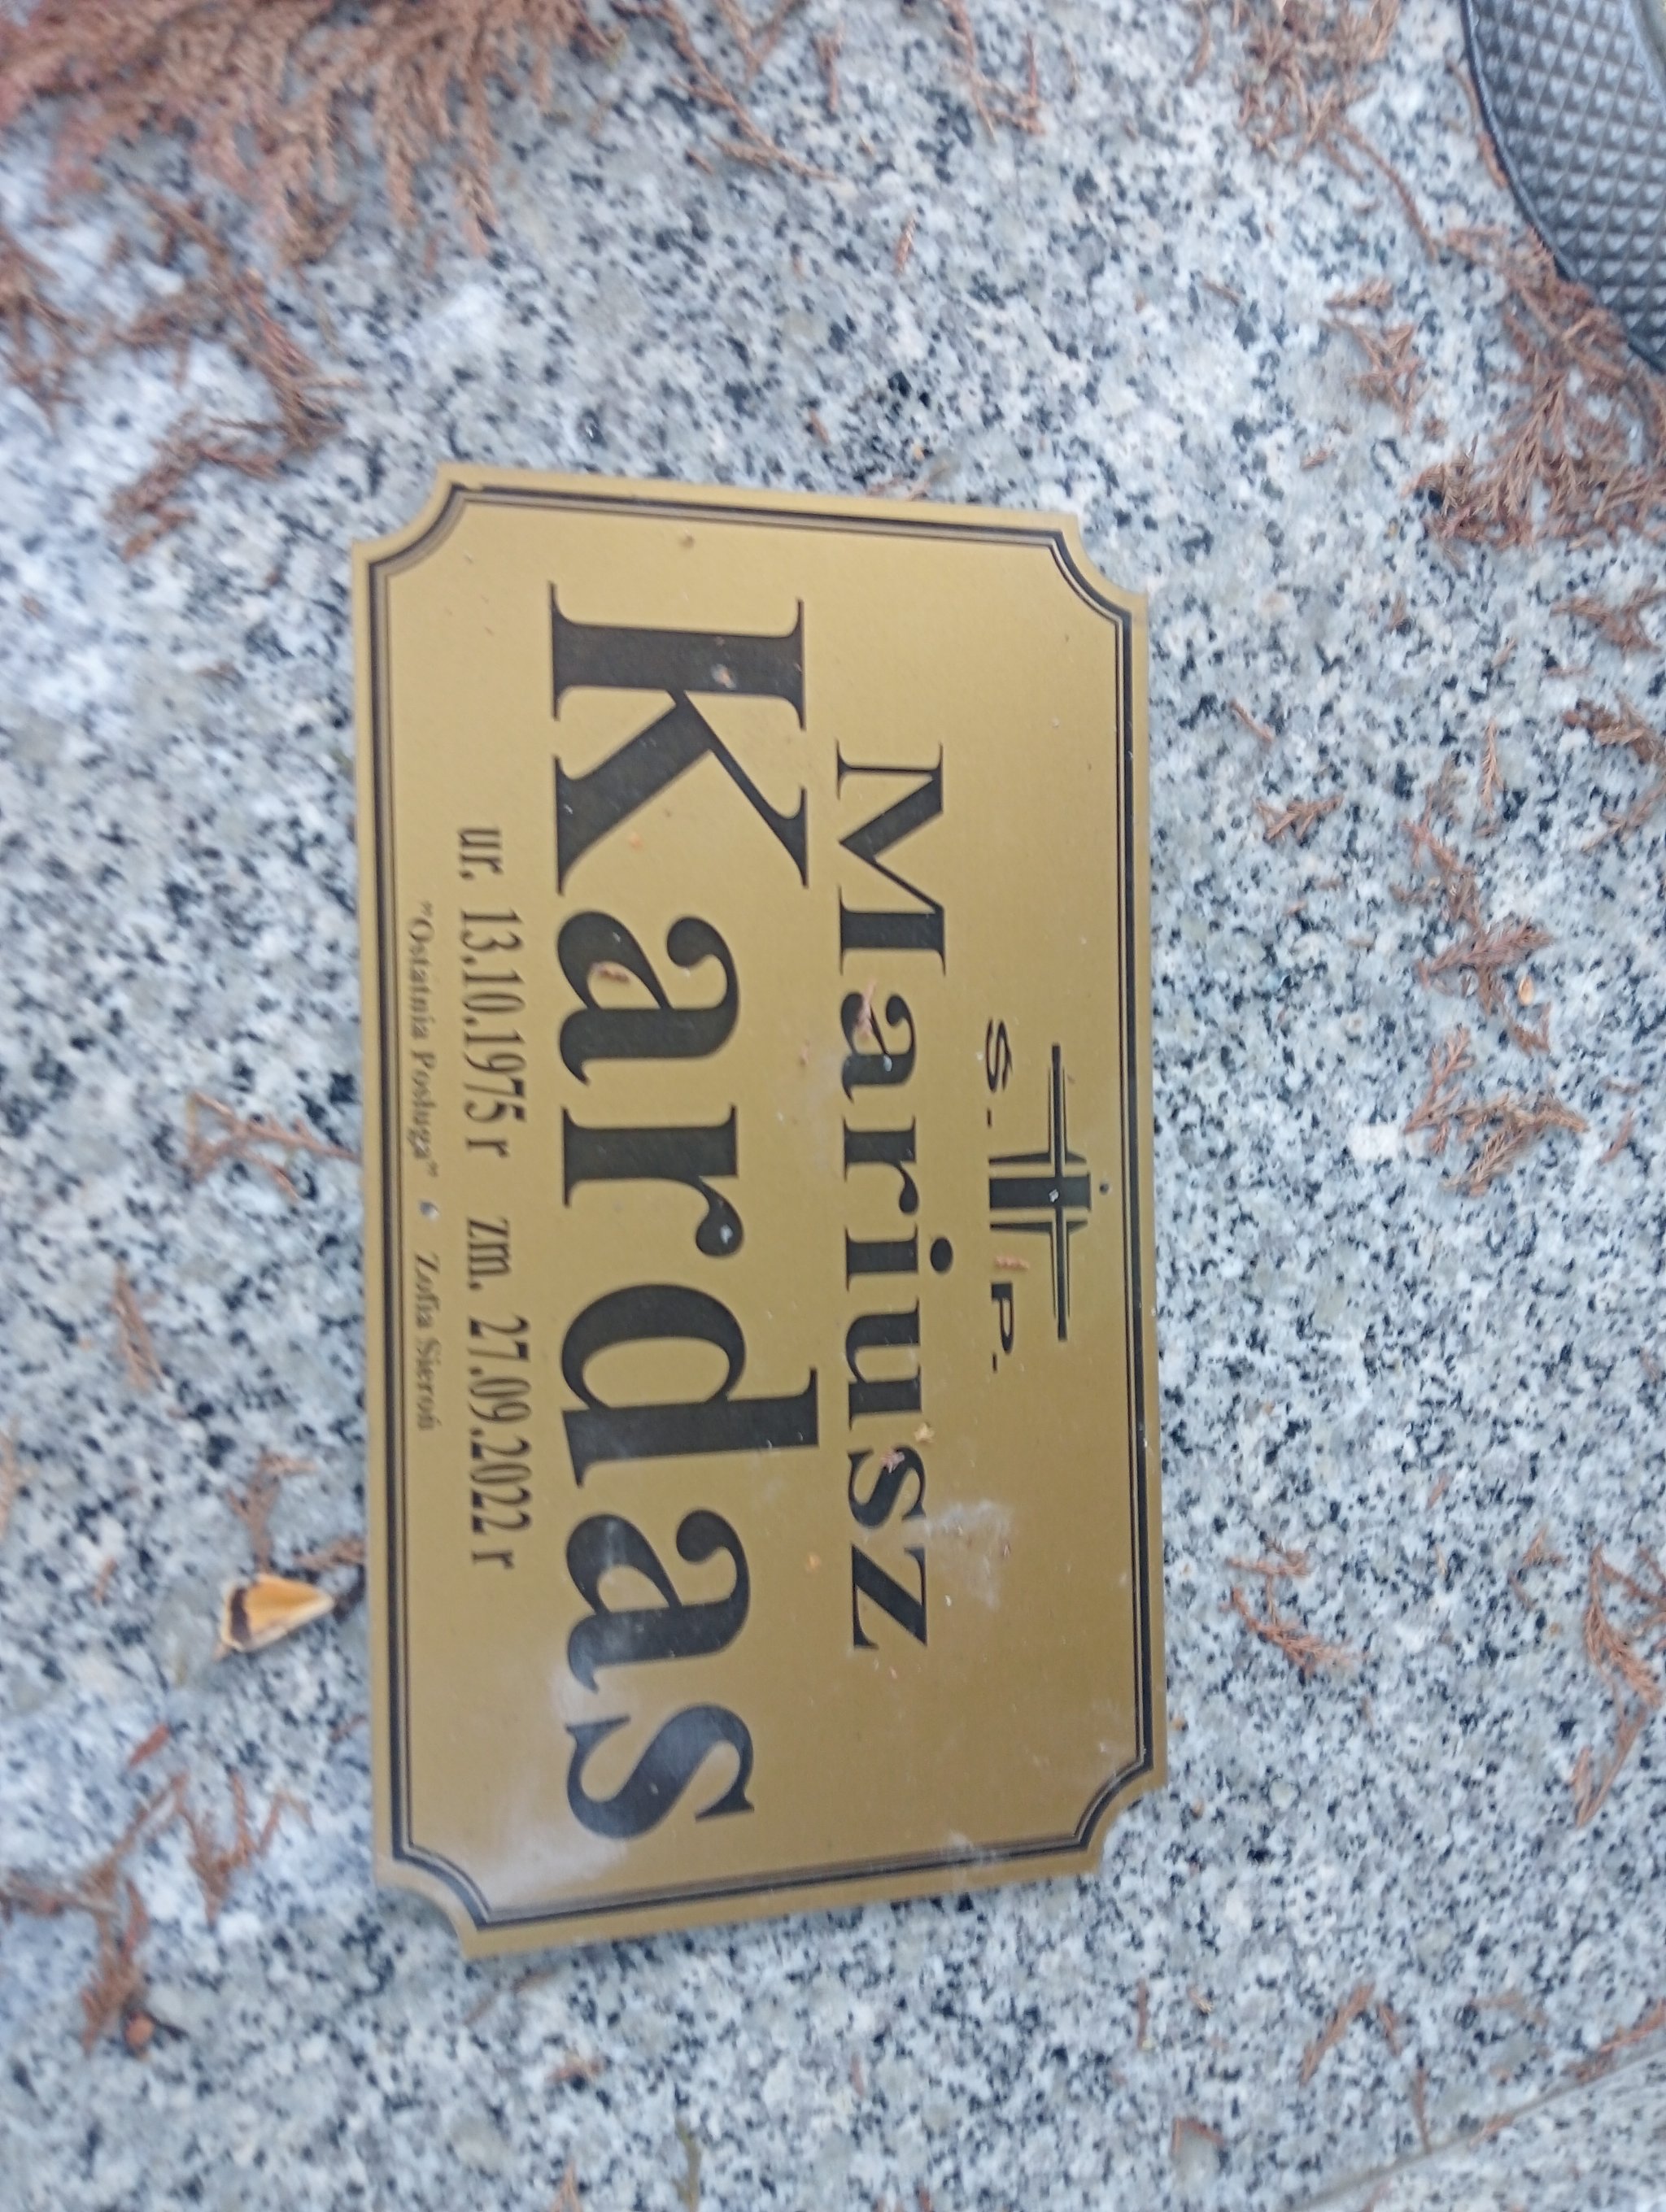 S. P.
Mariusz
Kardas
ur. 13.10.1975 r zm. 27.09.2022 r
"Ostatnia Posługa" Zofia Sieroń